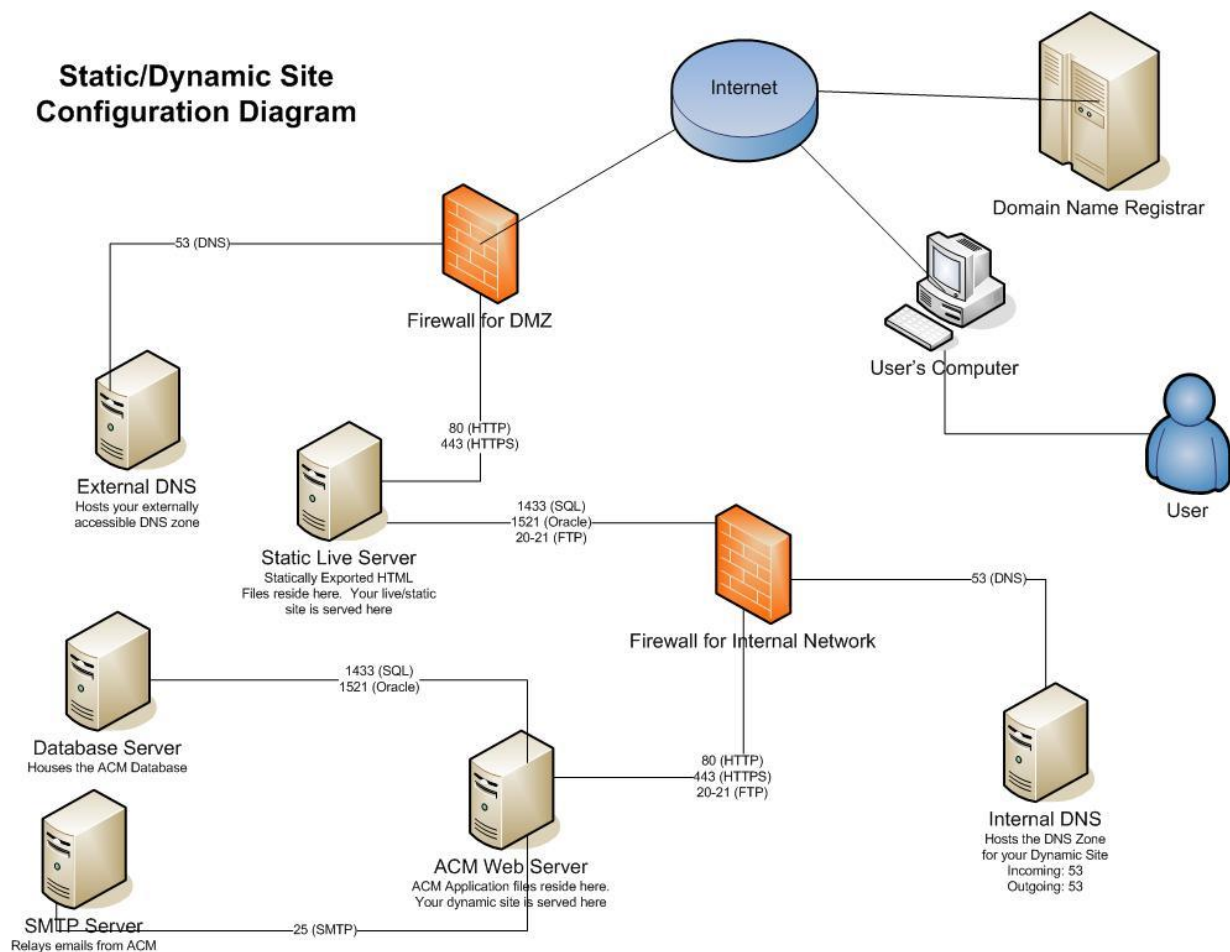 Static/Dynamic Site
Configuration Diagram
Internet
Domain Name Registrar
53 (DNS)
Firewall for DMZ
User's Computer
80 (HTTP)
443 (HTTPS)
External DNS
Hosts your externally
accessible DNS zone
User
1433 (SQL)
1521 (Oracle)
20-21 (FTP)
Static Live Server
Statically Exported HTML
Files reside here. Your live/static
site is served here
53 (DNS)
Firewall for Internal Network
1433 (SQL)
1521 (Oracle)
Database Server
Houses the ACM Database
80 (HTTP)
443 (HTTPS)
20-21 (FTP)
Internal DNS
Hosts the DNS Zone
for your Dynamic Site
Incoming: 53
Outgoing: 53
ACM Web Server
ACM Application files reside here.
Your dynamic site is served here
SMTP Server
Relays emails from ACM
25 (SMTP)